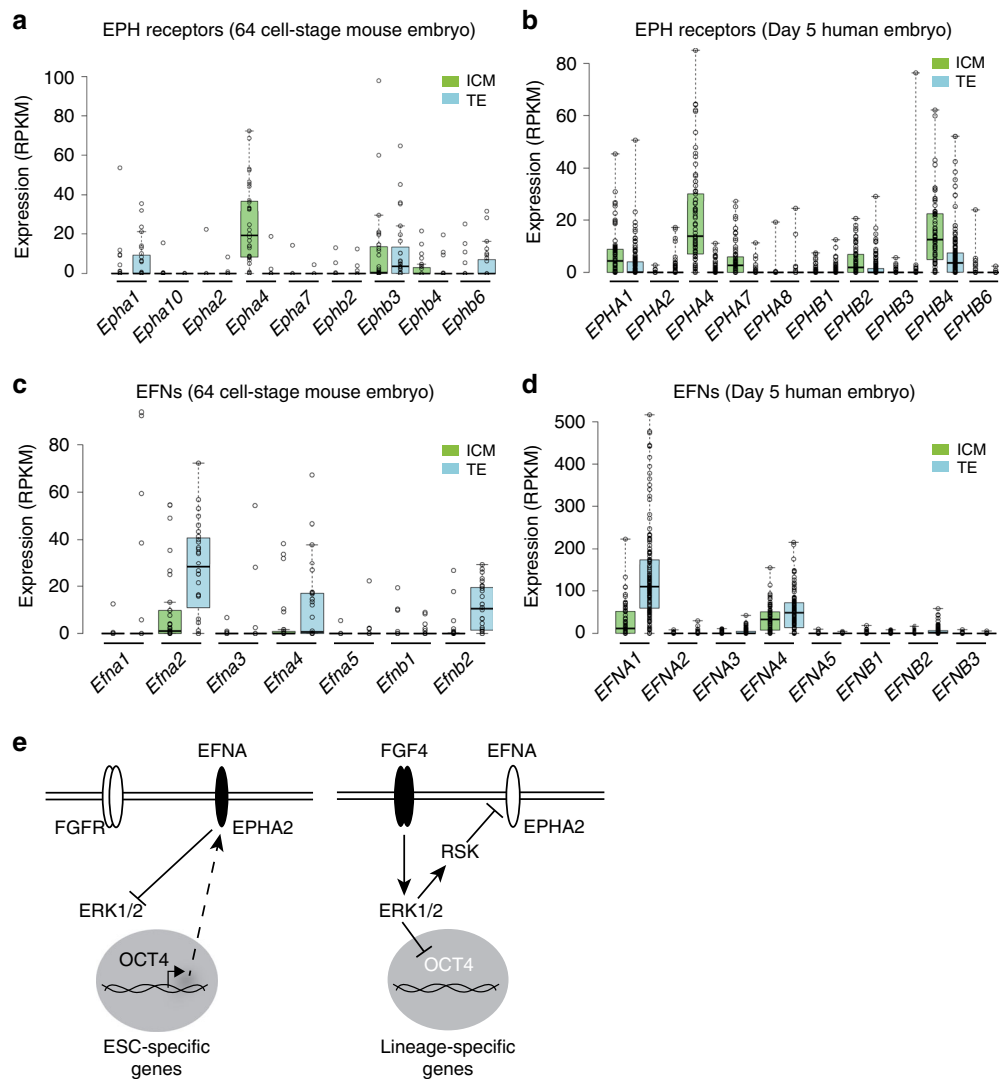 a
EPH receptors (64 cell-stage mouse embryo)
Expression (RPKM)
100
80
60
40
20
0
ICM
TE
Epha1
Epha10
Epha2
Epha4
Epha7
Ephb2
Ephb3
Ephb4
Ephb6
b
EPH receptors (Day 5 human embryo)
Expression (RPKM)
80
60
40
20
0
ICM
TE
EPHA1
EPHA2
EPHA4
EPHA7
EPHA8
EPHB1
EPHB2
EPHB3
EPHB4
EPHB6
c
EFNs (64 cell-stage mouse embryo)
Expression (RPKM)
80
60
40
20
0
ICM
TE
Efna1
Efna2
Efna3
Efna4
Efna5
Efnb1
Efnb2
d
EFNs (Day 5 human embryo)
Expression (RPKM)
500
400
300
200
100
0
ICM
TE
EFNA1
EFNA2
EFNA3
EFNA4
EFNA5
EFNB1
EFNB2
EFNB3
e
EFNA
FGFR
EPHA2
ERK1/2
OCT4
ESC-specific
genes
FGF4
EFNA
EPHA2
RSK
ERK1/2
OCT4
Lineage-specific
genes